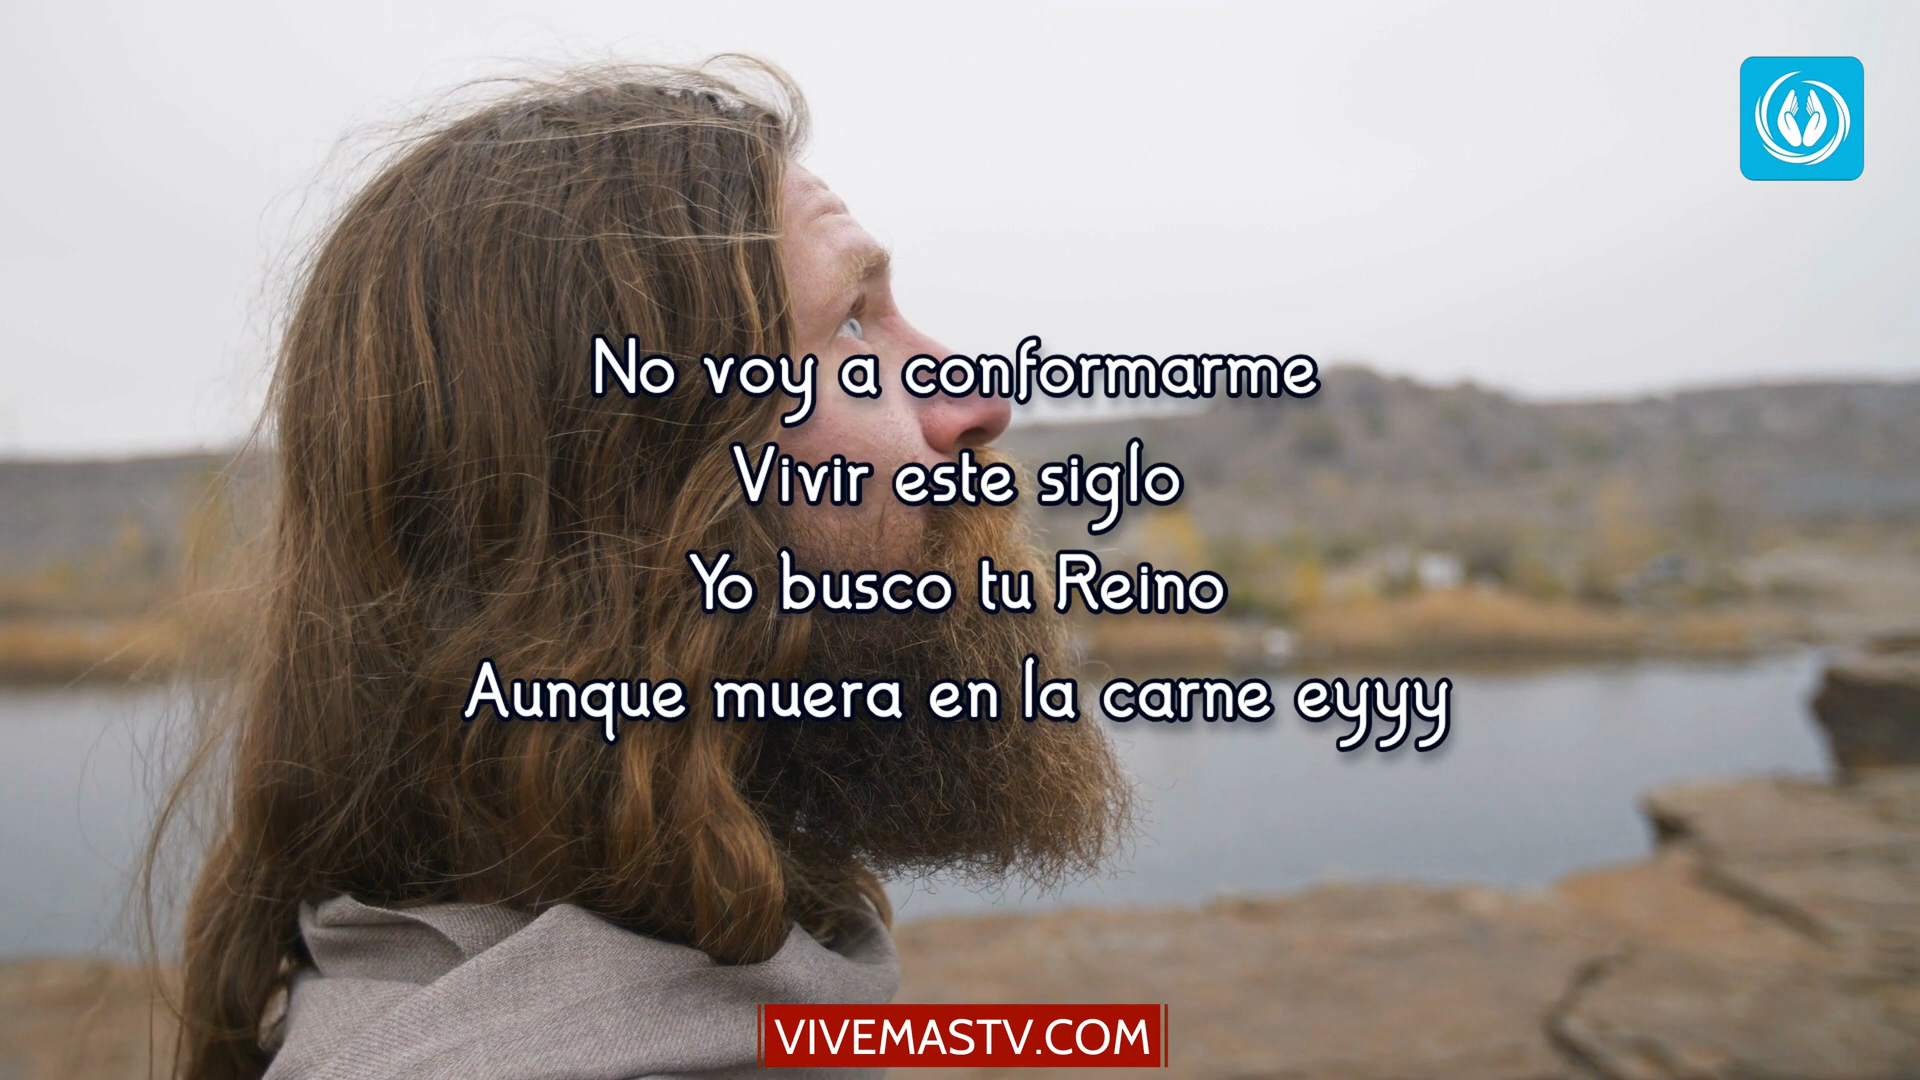 No voy a conformarme
Vivir este siglo
Yo busco tu Reino
Aunque muera en la carne eyyy
VIVEMASTV.COM